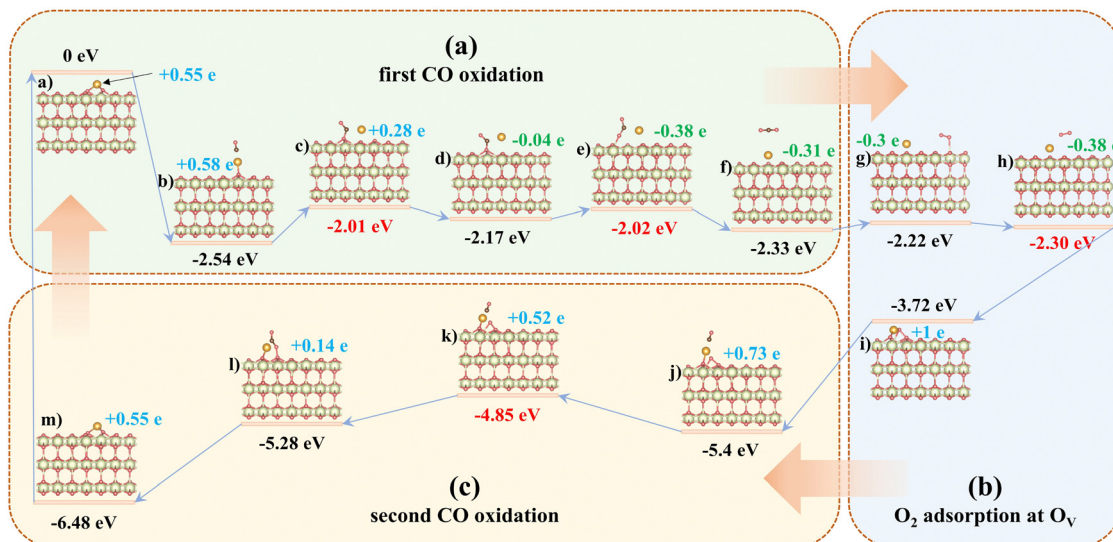 (a)
first CO oxidation
0 eV
a)
+0.55 e
b)
+0.58 e
-2.54 eV
c)
+0.28 e
-2.01 eV
d)
-0.04 e
-2.17 eV
e)
-0.38 e
-2.02 eV
f)
-0.31 e
-2.33 eV
g)
-0.3 e
-2.22 eV
h)
-0.38 e
-2.30 eV
-3.72 eV
i)
+1 e
(b)
O₂ adsorption at Oᵥ
j)
+0.73 e
-5.4 eV
k)
+0.52 e
-4.85 eV
l)
+0.14 e
-5.28 eV
m)
+0.55 e
-6.48 eV
(c)
second CO oxidation